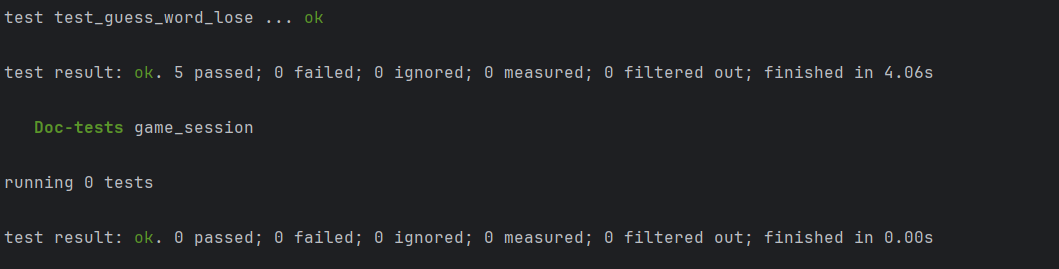 test test_guess_word_lose ... ok
test result: ok. 5 passed; 0 failed; 0 ignored; 0 measured; 0 filtered out; finished in 4.06s
Doc-tests game_session
running 0 tests
test result: ok. 0 passed; 0 failed; 0 ignored; 0 measured; 0 filtered out; finished in 0.00s